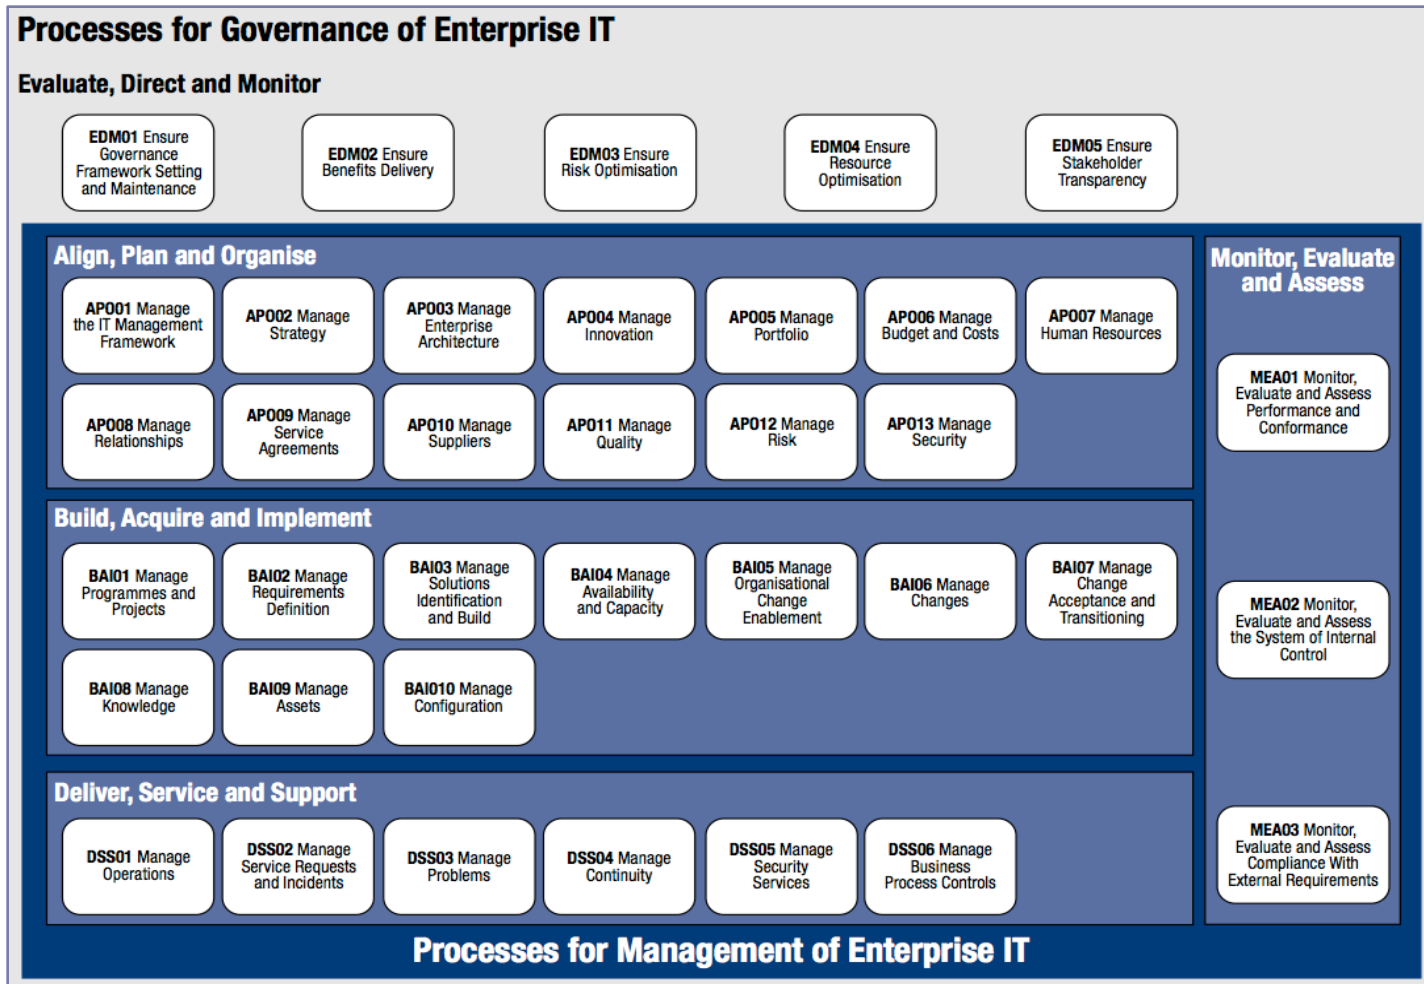 Processes for Governance of Enterprise IT
Evaluate, Direct and Monitor
EDM01 Ensure
Governance
Framework Setting
and Maintenance
EDM02 Ensure
Benefits Delivery
EDM03 Ensure
Risk Optimisation
EDM04 Ensure
Resource
Optimisation
EDM05 Ensure
Stakeholder
Transparency
Align, Plan and Organise
APO01 Manage
the IT Management
Framework
APO02 Manage
Strategy
APO03 Manage
Enterprise
Architecture
APO04 Manage
Innovation
APO05 Manage
Portfolio
APO06 Manage
Budget and Costs
APO07 Manage
Human Resources
APO08 Manage
Relationships
APO09 Manage
Service
Agreements
APO10 Manage
Suppliers
APO11 Manage
Quality
APO12 Manage
Risk
APO13 Manage
Security
Build, Acquire and Implement
BAI01 Manage
Programmes and
Projects
BAI02 Manage
Requirements
Definition
BAI03 Manage
Solutions
Identification
and Build
BAI04 Manage
Availability
and Capacity
BAI05 Manage
Organisational
Change
Enablement
BAI06 Manage
Changes
BAI07 Manage
Change
Acceptance and
Transitioning
BAI08 Manage
Knowledge
BAI09 Manage
Assets
BAI010 Manage
Configuration
Deliver, Service and Support
DSS01 Manage
Operations
DSS02 Manage
Service Requests
and Incidents
DSS03 Manage
Problems
DSS04 Manage
Continuity
DSS05 Manage
Security
Services
DSS06 Manage
Business
Process Controls
Monitor, Evaluate
and Assess
MEA01 Monitor,
Evaluate and Assess
Performance and
Conformance
MEA02 Monitor,
Evaluate and Assess
the System of Internal
Control
MEA03 Monitor,
Evaluate and Assess
Compliance With
External Requirements
Processes for Management of Enterprise IT